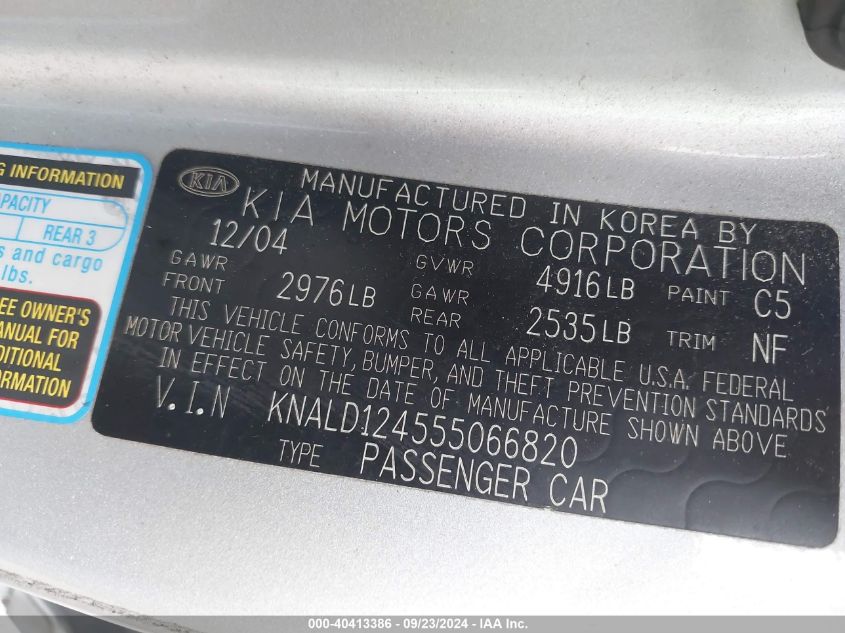 G INFORMATION
PACITY
REAR 3
s and cargo
lbs.
EE OWNER'S
MANUAL FOR
DITIONAL
ORMATION
KIA
MANUFACTURED IN KOREA BY
KIA MOTORS CORPORATION
12/04
GAWR FRONT 2976LB
GVWR 4916LB
GAWR REAR 2535LB
PAINT C5
TRIM NF
THIS VEHICLE CONFORMS TO ALL APPLICABLE U.S.A. FEDERAL
MOTOR VEHICLE SAFETY, BUMPER, AND THEFT PREVENTION STANDARDS
IN EFFECT ON THE DATE OF MANUFACTURE SHOWN ABOVE
V.I.N KNALD124555066820
TYPE PASSENGER CAR
000-40413386 - 09/23/2024 - IAA Inc.